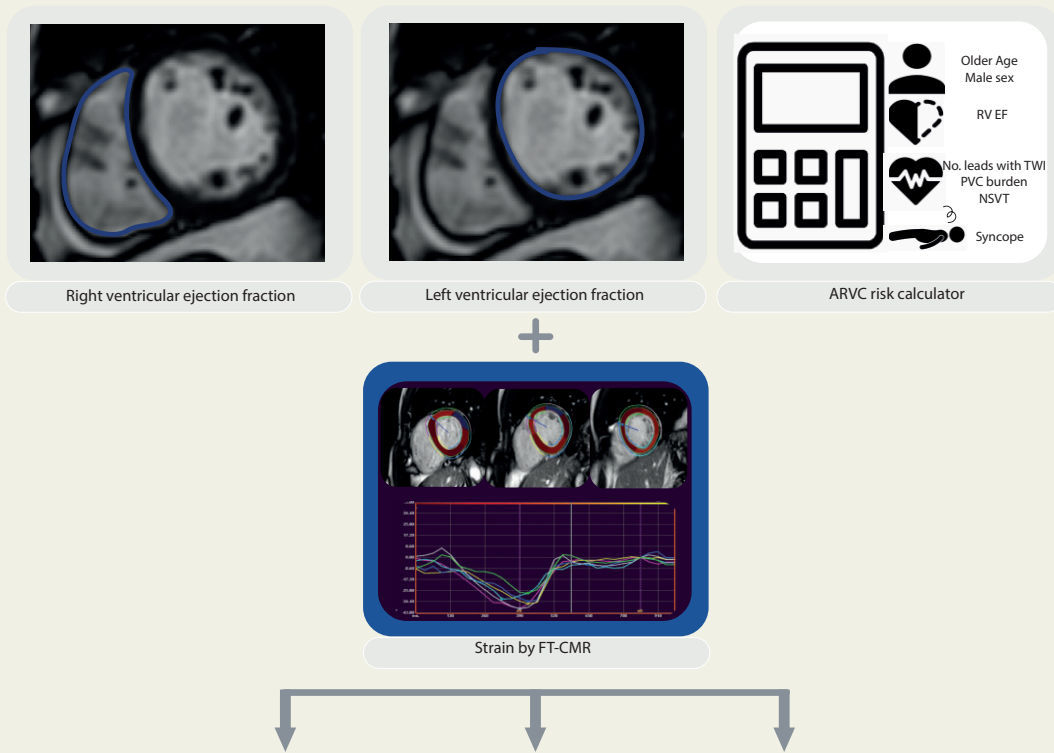 Older Age
Male sex
RV EF
No. leads with TWI
PVC burden
NSVT
Syncope
Right ventricular ejection fraction
Left ventricular ejection fraction
ARVC risk calculator
+
Strain by FT-CMR